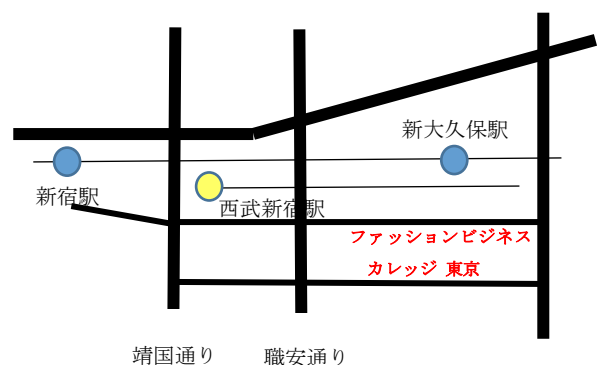 新大久保駅
新宿駅
西武新宿駅
ファッションビジネス
カレッジ 東京
靖国通り
職安通り